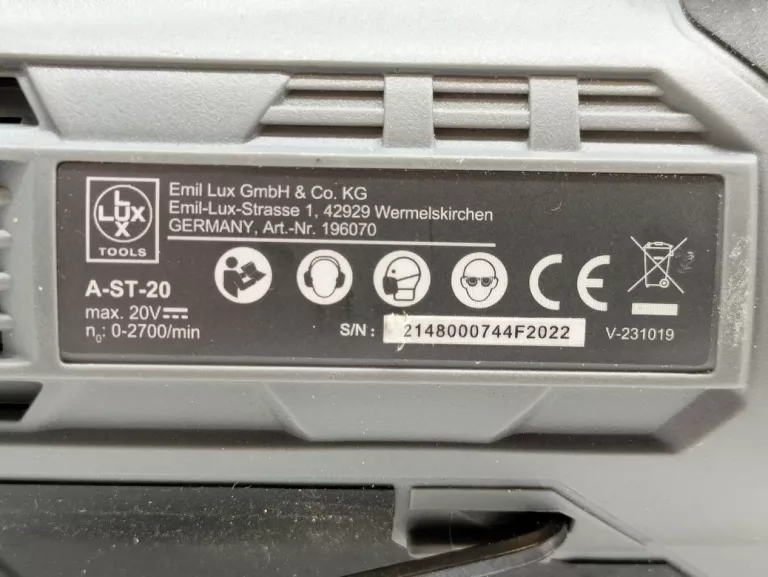 LUX
LUX
TOOLS
Emil Lux GmbH & Co. KG
Emil-Lux-Strasse 1, 42929 Wermelskirchen
GERMANY, Art.-Nr. 196070
A-ST-20
max. 20V
n₀: 0-2700/min
CE
S/N : 2148000744F2022
V-231019